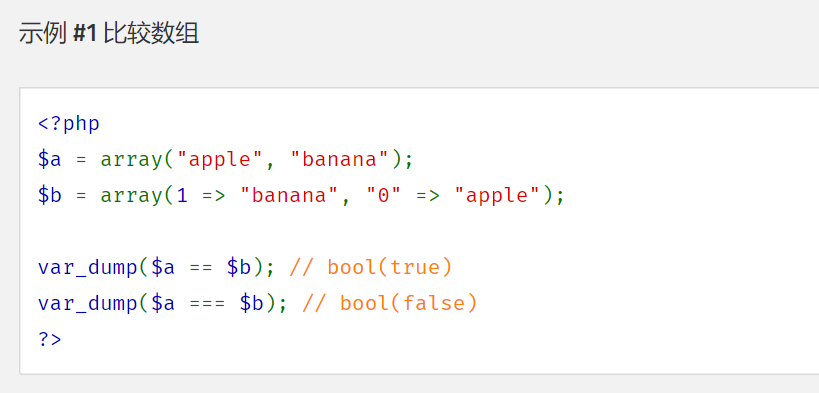 示例 #1 比较数组
<?php
$a = array("apple", "banana");
$b = array(1 => "banana", "0" => "apple");
var_dump($a == $b); // bool(true)
var_dump($a === $b); // bool(false)
?>